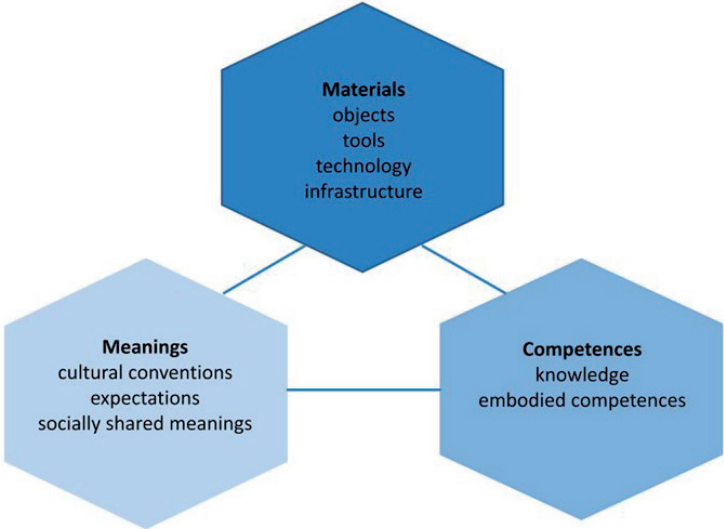 Materials
objects
tools
technology
infrastructure
Meanings
cultural conventions
expectations
socially shared meanings
Competences
knowledge
embodied competences